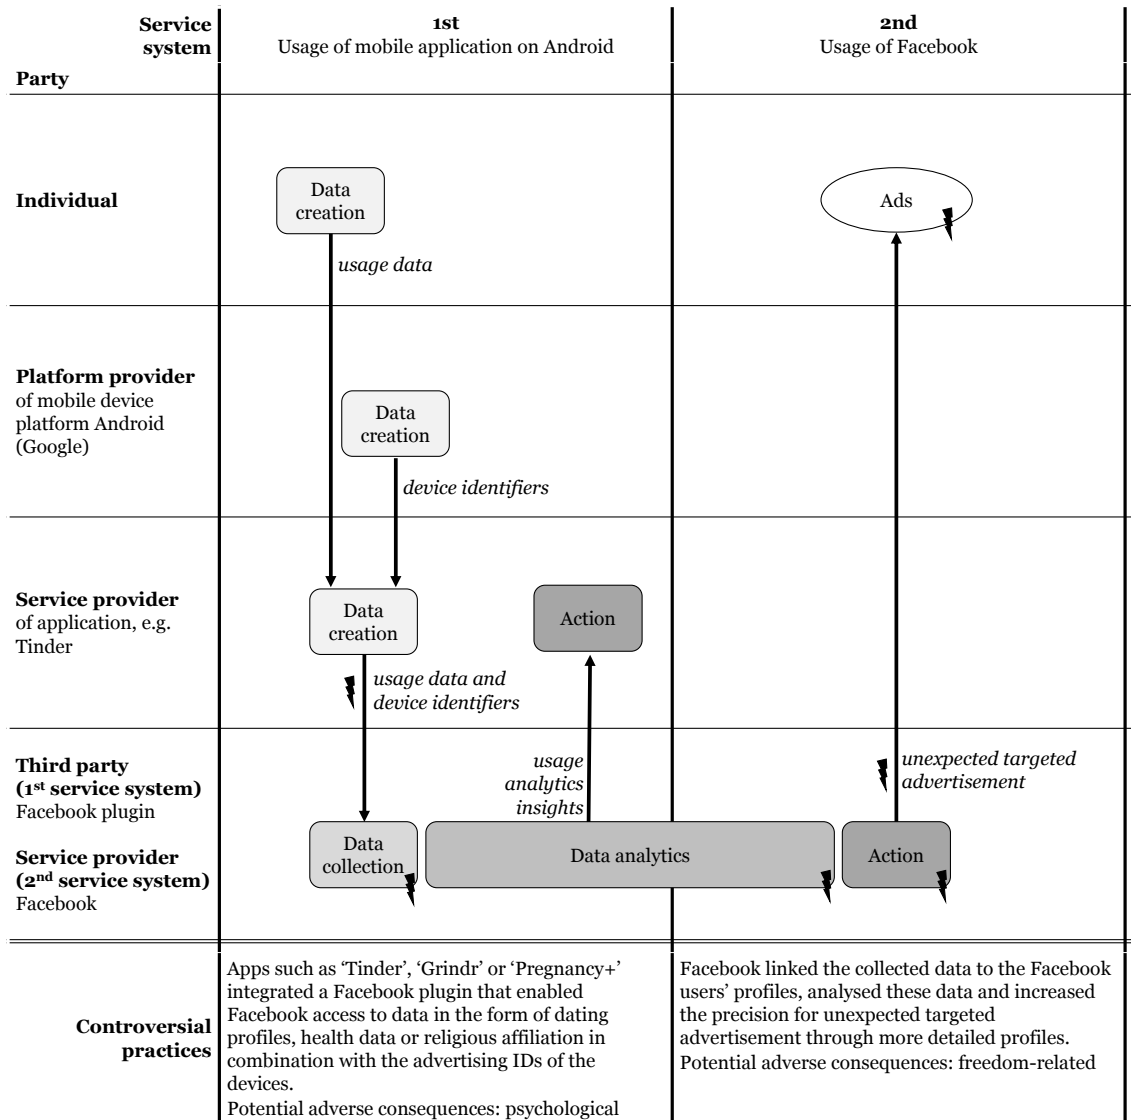 Service
system
1st
Usage of mobile application on Android
2nd
Usage of Facebook
Party
Individual
Data
creation
usage data
Ads
Platform provider
of mobile device
platform Android
(Google)
Data
creation
device identifiers
Service provider
of application, e.g.
Tinder
Data
creation
Action
usage data and
device identifiers
Third party
(1st service system)
Facebook plugin
usage
analytics
insights
unexpected targeted
advertisement
Service provider
(2nd service system)
Facebook
Data
collection
Data analytics
Action
Controversial
practices
Apps such as ‘Tinder’, ‘Grindr’ or ‘Pregnancy+’
integrated a Facebook plugin that enabled
Facebook access to data in the form of dating
profiles, health data or religious affiliation in
combination with the advertising IDs of the
devices.
Potential adverse consequences: psychological
Facebook linked the collected data to the Facebook
users’ profiles, analysed these data and increased
the precision for unexpected targeted
advertisement through more detailed profiles.
Potential adverse consequences: freedom-related